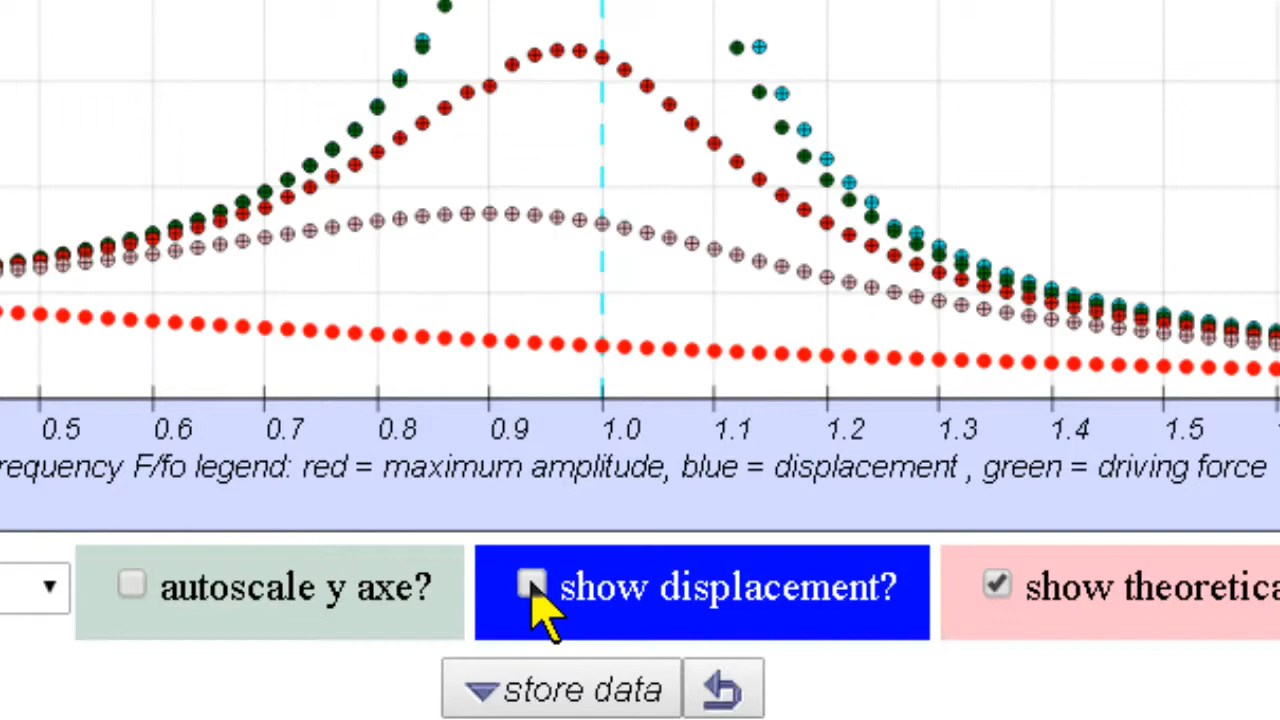 0.5 0.6 0.7 0.8 0.9 1.0 1.1 1.2 1.3 1.4 1.5
requency F/fo legend: red = maximum amplitude, blue = displacement , green = driving force
autoscale y axe? show displacement? show theoretica
store data